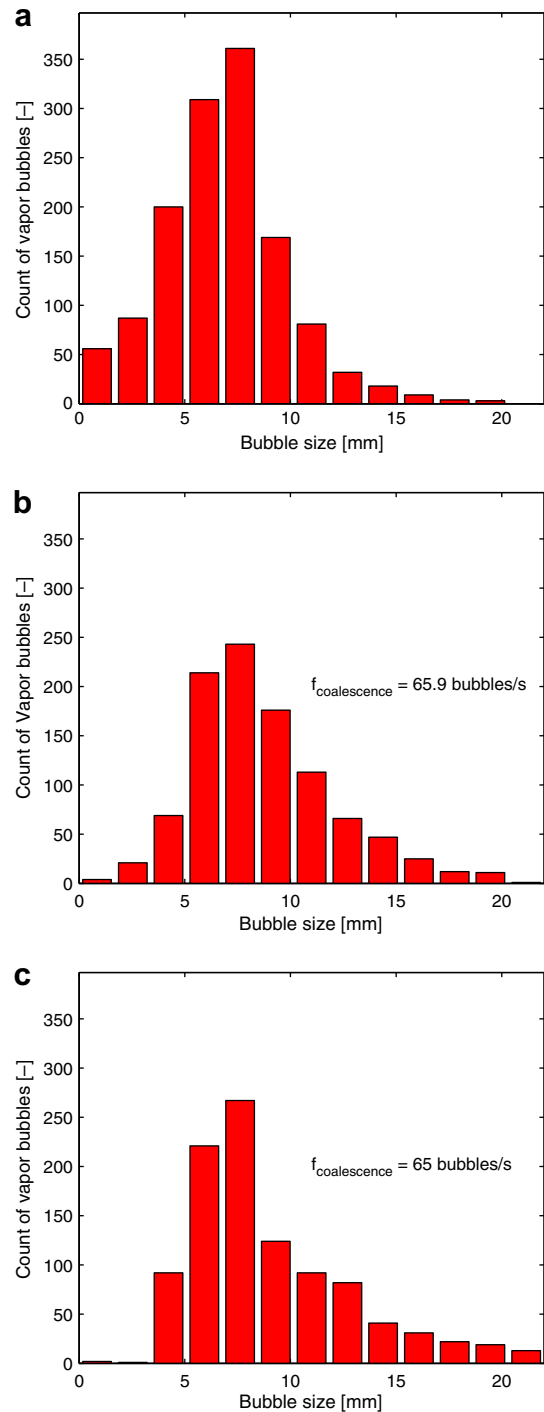 a
Count of vapor bubbles [−]
350
300
250
200
150
100
50
0
0 5 10 15 20
Bubble size [mm]
b
Count of Vapor bubbles [−]
350
300
250
200
150
100
50
0
f_coalescence = 65.9 bubbles/s
0 5 10 15 20
Bubble size [mm]
c
Count of vapor bubbles [−]
350
300
250
200
150
100
50
0
f_coalescence = 65 bubbles/s
0 5 10 15 20
Bubble size [mm]